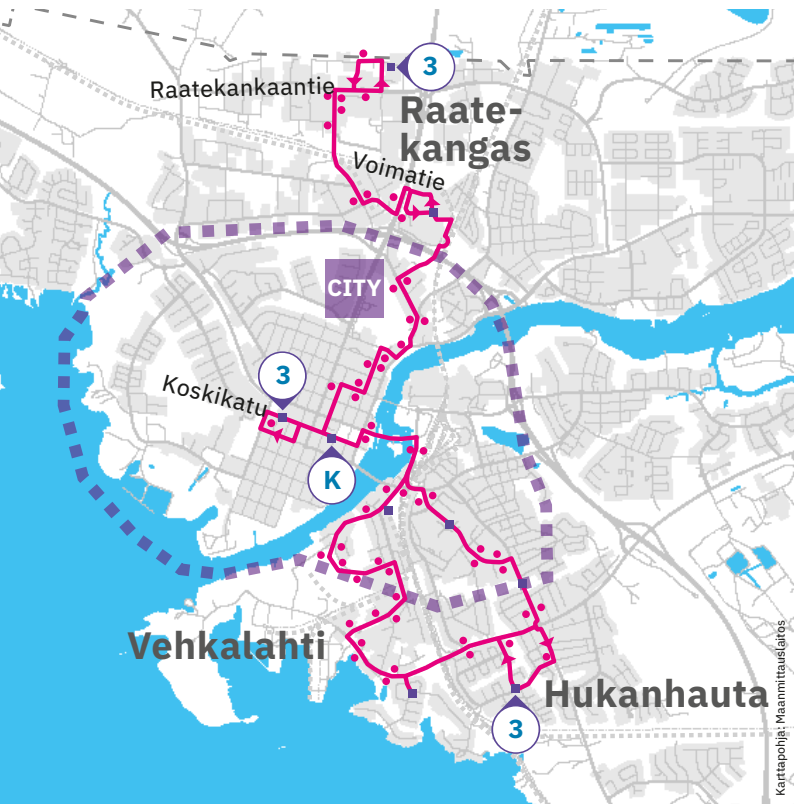 3
Raatekankaantie
Raate-
kangas
Voimatie
CITY
3
Koskikatu
K
Vehkalahti
Hukanhauta
3
Karttapohja: Maanmittauslaitos